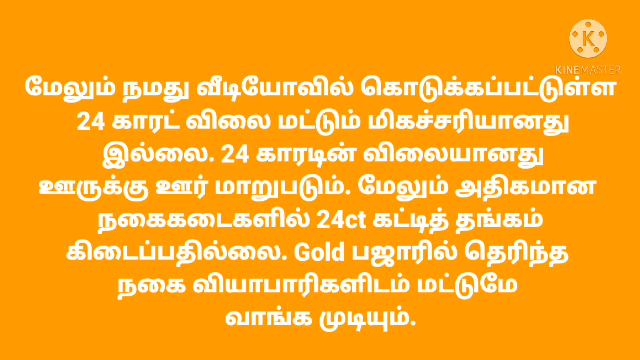 K
KINEMASTER
மேலும் நமது வீடியோவில் கொடுக்கப்பட்டுள்ள
24 காரட் விலை மட்டும் மிகச்சரியானது
இல்லை. 24 காரடின் விலையானது
ஊருக்கு ஊர் மாறுபடும். மேலும் அதிகமான
நகைகடைகளில் 24ct கட்டித் தங்கம்
கிடைப்பதில்லை. Gold பஜாரில் தெரிந்த
நகை வியாபாரிகளிடம் மட்டுமே
வாங்க முடியும்.